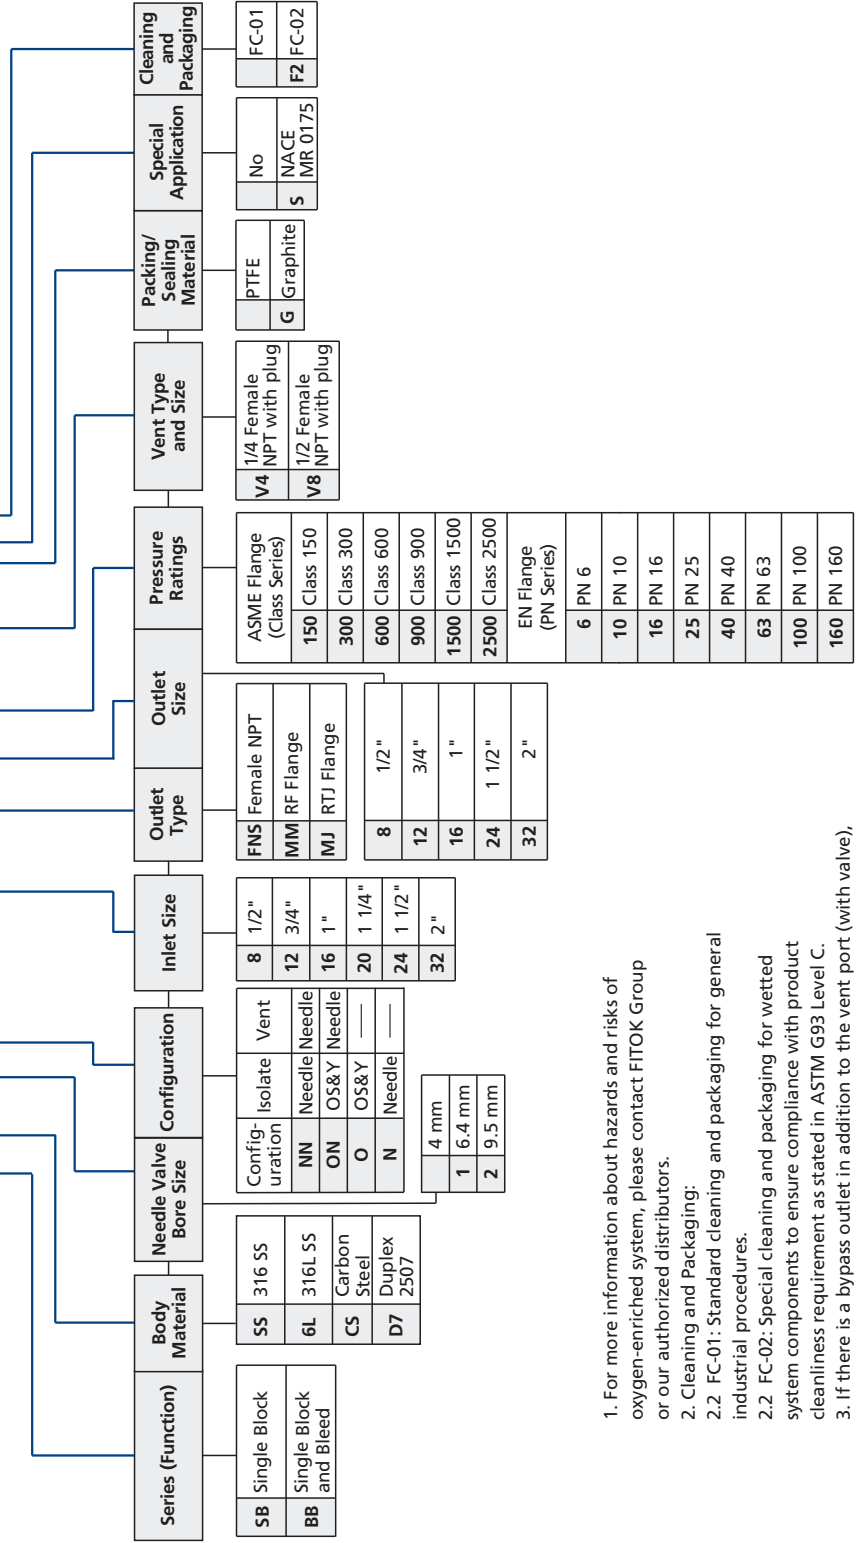 Series (Function)
SB Single Block
BB Single Block
and Bleed
Body
Material
SS 316 SS
6L 316L SS
CS Carbon
Steel
D7 Duplex
2507
Needle Valve
Bore Size
4 mm
1 6.4 mm
2 9.5 mm
Configuration
Config-
uration Isolate Vent
NN Needle Needle
ON OS&Y Needle
O OS&Y —
N Needle —
Inlet Size
8 1/2"
12 3/4"
16 1"
20 1 1/4"
24 1 1/2"
32 2"
Outlet
Type
FNS Female NPT
MM RF Flange
MJ RTJ Flange
Outlet
Size
8 1/2"
12 3/4"
16 1"
24 1 1/2"
32 2"
Pressure
Ratings
ASME Flange
(Class Series)
150 Class 150
300 Class 300
600 Class 600
900 Class 900
1500 Class 1500
2500 Class 2500
EN Flange
(PN Series)
6 PN 6
10 PN 10
16 PN 16
25 PN 25
40 PN 40
63 PN 63
100 PN 100
160 PN 160
Vent Type
and Size
V4 1/4 Female
NPT with plug
V8 1/2 Female
NPT with plug
Packing/
Sealing
Material
PTFE
G Graphite
Special
Application
No
S NACE
MR 0175
Cleaning
and
Packaging
FC-01
F2 FC-02
1. For more information about hazards and risks of
oxygen-enriched system, please contact FITOK Group
or our authorized distributors.
2. Cleaning and Packaging:
2.2 FC-01: Standard cleaning and packaging for general
industrial procedures.
2.2 FC-02: Special cleaning and packaging for wetted
system components to ensure compliance with product
cleanliness requirement as stated in ASTM G93 Level C.
3. If there is a bypass outlet in addition to the vent port (with valve),